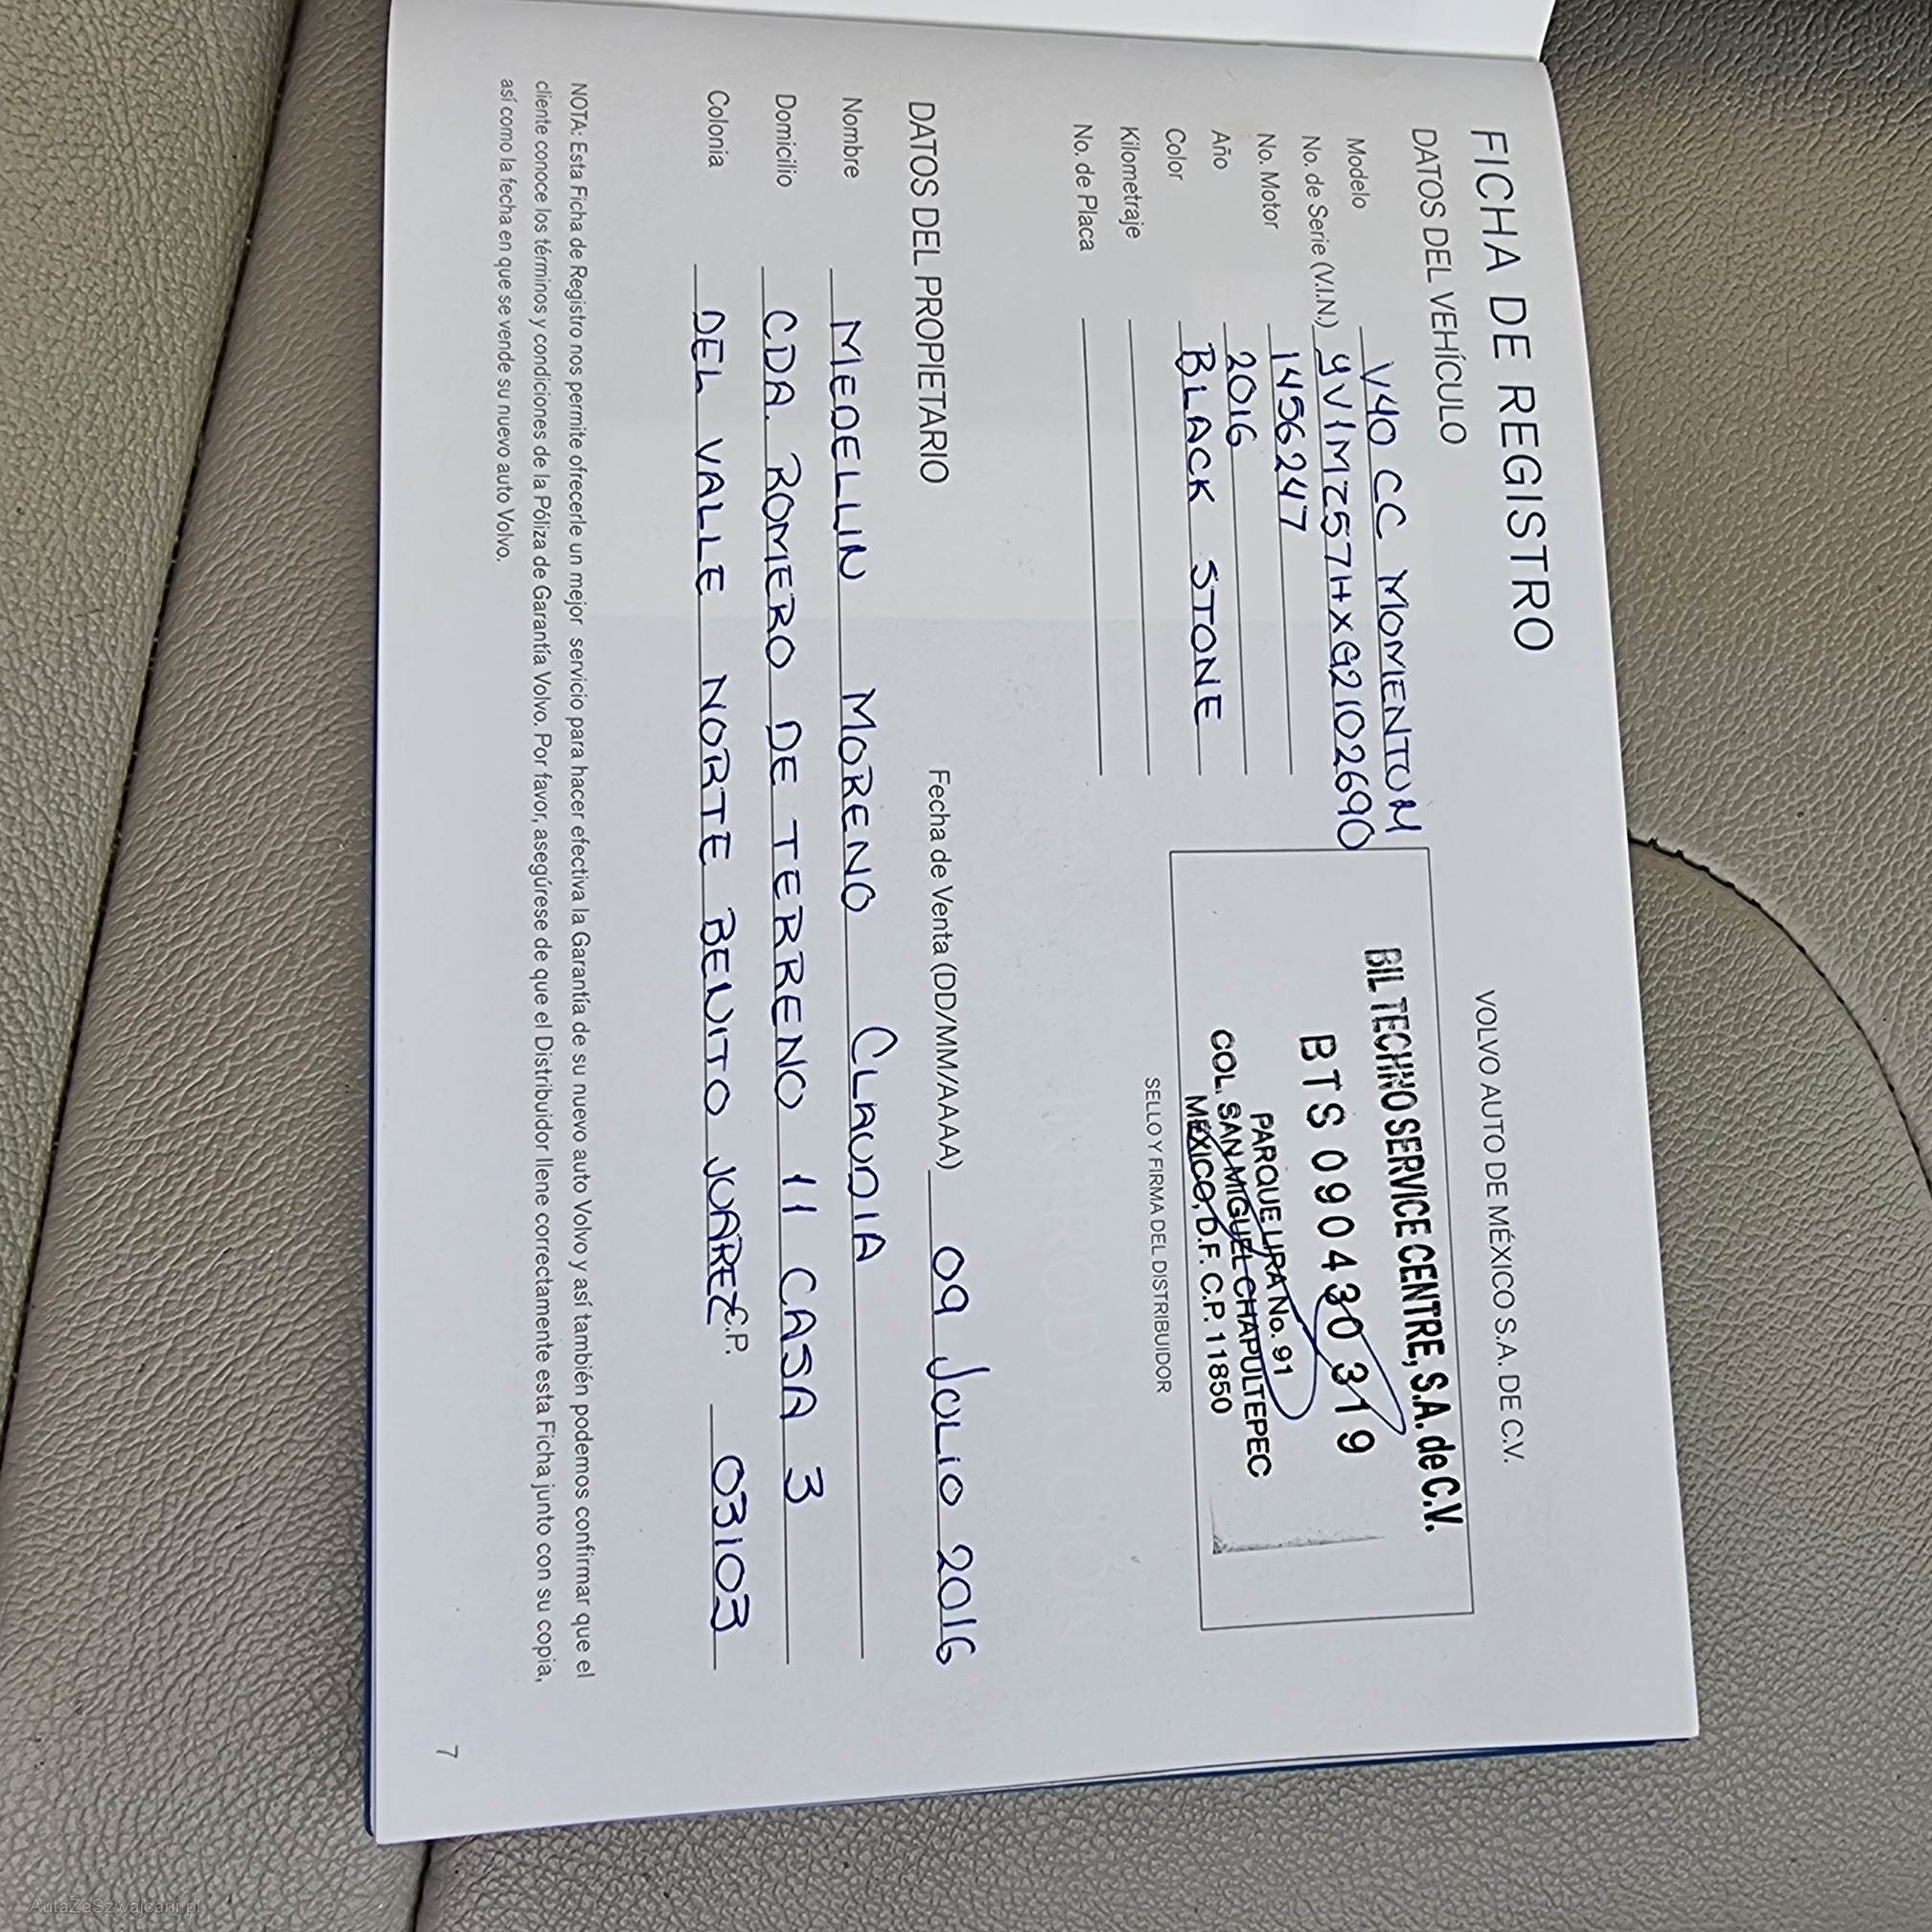 FICHA DE REGISTRO
VOLVO AUTO DE MÉXICO S.A. DE C.V.
DATOS DEL VEHÍCULO
Modelo V40 CC MOMENTUM
No. de Serie (V.I.N.) YV1MZ57HXG2102690
No. Motor 1456247
Año 2016
Color BLACK STONE
Kilometraje
No. de Placa
BIL TECHNO SERVICE CENTRE, S.A. de C.V.
BTS 090430 319
PARQUE LIRA No. 91
COL. SAN MIGUEL CHAPULTEPEC
MÉXICO, D.F. C.P. 11850
SELLO Y FIRMA DEL DISTRIBUIDOR
DATOS DEL PROPIETARIO
Fecha de Venta (DD/MM/AAAA) 09 JULIO 2016
Nombre MEDELLIN MORENO CLAUDIA
Domicilio CDA. ROMERO DE TERRENO 11 CASA 3
Colonia DEL VALLE NORTE BENITO JUAREZ C.P. 03103
NOTA: Esta Ficha de Registro nos permite ofrecerle un mejor servicio para hacer efectiva la Garantía de su nuevo auto Volvo y así también podemos confirmar que el
cliente conoce los términos y condiciones de la Póliza de Garantía Volvo. Por favor, asegúrese de que el Distribuidor llene correctamente esta Ficha junto con su copia,
así como la fecha en que se vende su nuevo auto Volvo.
7
AutaZeSzwajcarii.pl